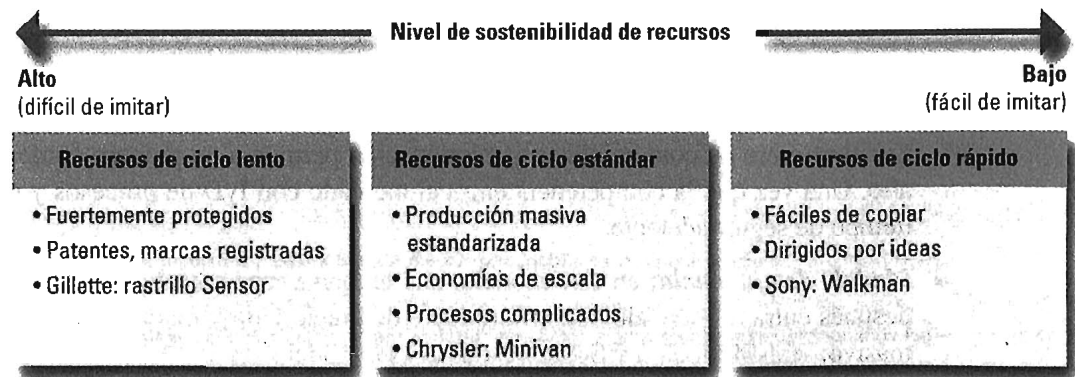 Nivel de sostenibilidad de recursos
Alto
(difícil de imitar)
Bajo
(fácil de imitar)
Recursos de ciclo lento
• Fuertemente protegidos
• Patentes, marcas registradas
• Gillette: rastrillo Sensor
Recursos de ciclo estándar
• Producción masiva
estandarizada
• Economías de escala
• Procesos complicados
• Chrysler: Minivan
Recursos de ciclo rápido
• Fáciles de copiar
• Dirigidos por ideas
• Sony: Walkman